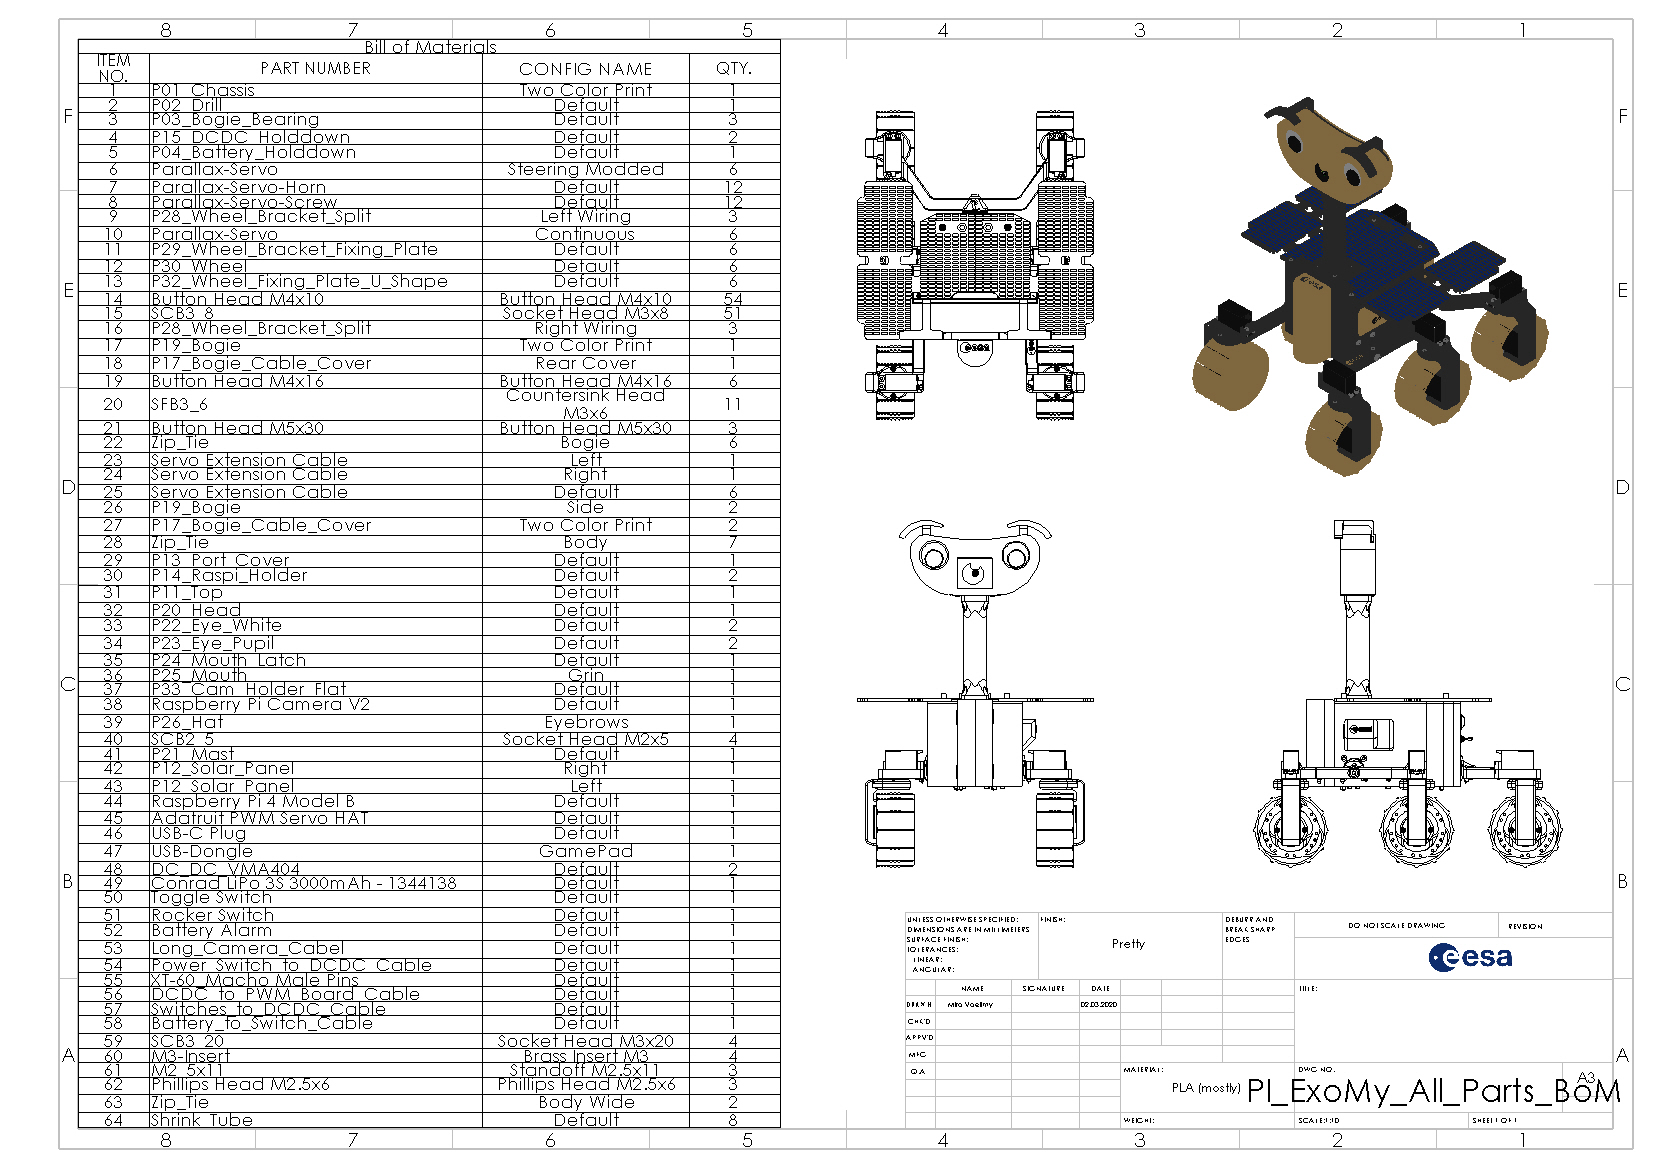 8 7 6 5 4 3 2 1
Bill of Materials
ITEM NO. PART NUMBER CONFIG NAME QTY.
1 P01_Chassis Two Color Print 1
2 P02_Drill Default 1
3 P03_Bogie_Bearing Default 3
4 P15_DCDC_Holddown Default 2
5 P04_Battery_Holddown Default 1
6 Parallax-Servo Steering Modded 6
7 Parallax-Servo-Horn Default 12
8 Parallax-Servo-Screw Default 12
9 P28_Wheel_Bracket_Split Left Wiring 3
10 Parallax-Servo Continuous 6
11 P29_Wheel_Bracket_Fixing_Plate Default 6
12 P30_Wheel Default 6
13 P32_Wheel_Fixing_Plate_U_Shape Default 6
14 Button Head M4x10 Button Head M4x10 54
15 SCB3_8 Socket Head M3x8 51
16 P28_Wheel_Bracket_Split Right Wiring 3
17 P19_Bogie Two Color Print 1
18 P17_Bogie_Cable_Cover Rear Cover 1
19 Button Head M4x16 Button Head M4x16 6
20 SFB3_6 Countersink Head M3x6 11
21 Button Head M5x30 Button Head M5x30 3
22 Zip_Tie Bogie 6
23 Servo Extension Cable Left 1
24 Servo Extension Cable Right 1
25 Servo Extension Cable Default 6
26 P19_Bogie Side 2
27 P17_Bogie_Cable_Cover Two Color Print 2
28 Zip_Tie Body 7
29 P13_Port_Cover Default 1
30 P14_Raspi_Holder Default 2
31 P11_Top Default 1
32 P20_Head Default 1
33 P22_Eye_White Default 2
34 P23_Eye_Pupil Default 2
35 P24_Mouth_Latch Default 1
36 P25_Mouth Grin 1
37 P33_Cam_Holder_Flat Default 1
38 Raspberry Pi Camera V2 Default 1
39 P26_Hat Eyebrows 1
40 SCB2_5 Socket Head M2x5 4
41 P21_Mast Default 1
42 P12_Solar_Panel Right 1
43 P12_Solar_Panel Left 1
44 Raspberry Pi 4 Model B Default 1
45 Adafruit PWM Servo HAT Default 1
46 USB-C Plug Default 1
47 USB-Dongle GamePad 1
48 DC_DC_VMA404 Default 2
49 Conrad LiPo 3S 3000mAh - 1344138 Default 1
50 Toggle Switch Default 1
51 Rocker Switch Default 1
52 Battery Alarm Default 1
53 Long_Camera_Cabel Default 1
54 Power_Switch_to_DCDC_Cable Default 1
55 XT-60_Macho Male Pins Default 1
56 DCDC_to_PWM_Board_Cable Default 1
57 Switches_to_DCDC_Cable Default 1
58 Battery_to_Switch_Cable Default 1
59 SCB3_20 Socket Head M3x20 4
60 M3-Insert Brass Insert M3 4
61 M2_5x11 Standoff M2.5x11 3
62 Phillips Head M2.5x6 Phillips Head M2.5x6 3
63 Zip_Tie Body Wide 2
64 Shrink_Tube Default 8
F F
E E
D D
C C
B B
A A
UNLESS OTHERWISE SPECIFIED:
DIMENSIONS ARE IN MILLIMETERS
SURFACE FINISH:
TOLERANCES:
LINEAR:
ANGULAR:
FINISH:
Pretty
DEBURR AND
BREAK SHARP
EDGES
DO NOT SCALE DRAWING
REVISION
esa
NAME SIGNATURE DATE
TITLE:
DRAWN Miro Voellmy 02.03.2020
CHK'D
APPV'D
MFG
Q.A
MATERIAL:
PLA (mostly)
DWG NO.
A3
Pl_ExoMy_All_Parts_BoM
WEIGHT:
SCALE:1:10
SHEET 1 OF 1
8 7 6 5 4 3 2 1